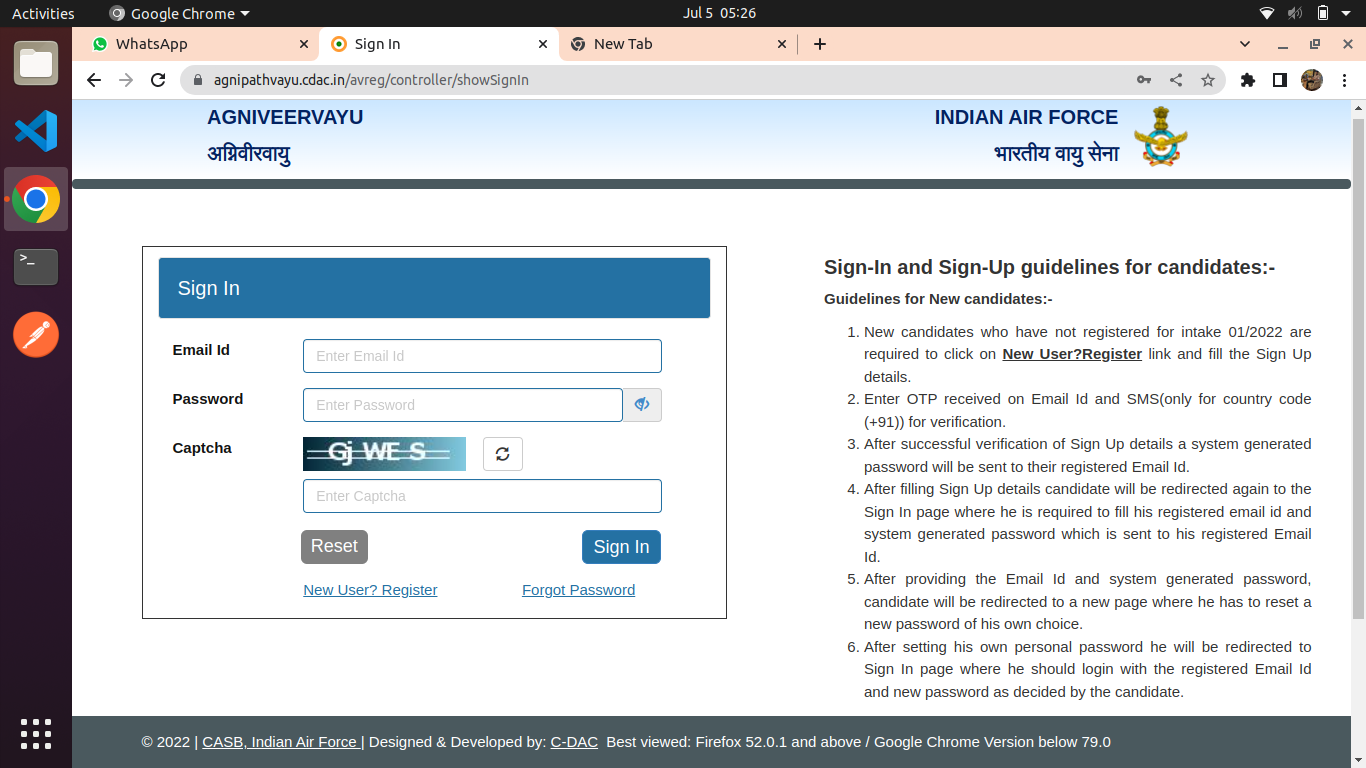 Activities
Google Chrome
Jul 5 05:26
WhatsApp
Sign In
New Tab
agnipathvayu.cdac.in/avreg/controller/showSignIn
AGNIVEERVAYU
INDIAN AIR FORCE
अग्निवीरवायु
भारतीय वायु सेना
Sign In
Email Id
Enter Email Id
Password
Enter Password
Captcha
Gj WE S
Enter Captcha
Reset
Sign In
New User? Register
Forgot Password
Sign-In and Sign-Up guidelines for candidates:-
Guidelines for New candidates:-
1. New candidates who have not registered for intake 01/2022 are
required to click on New User?Register link and fill the Sign Up
details.
2. Enter OTP received on Email Id and SMS(only for country code
(+91)) for verification.
3. After successful verification of Sign Up details a system generated
password will be sent to their registered Email Id.
4. After filling Sign Up details candidate will be redirected again to the
Sign In page where he is required to fill his registered email id and
system generated password which is sent to his registered Email
Id.
5. After providing the Email Id and system generated password,
candidate will be redirected to a new page where he has to reset a
new password of his own choice.
6. After setting his own personal password he will be redirected to
Sign In page where he should login with the registered Email Id
and new password as decided by the candidate.
© 2022 | CASB, Indian Air Force | Designed & Developed by: C-DAC Best viewed: Firefox 52.0.1 and above / Google Chrome Version below 79.0